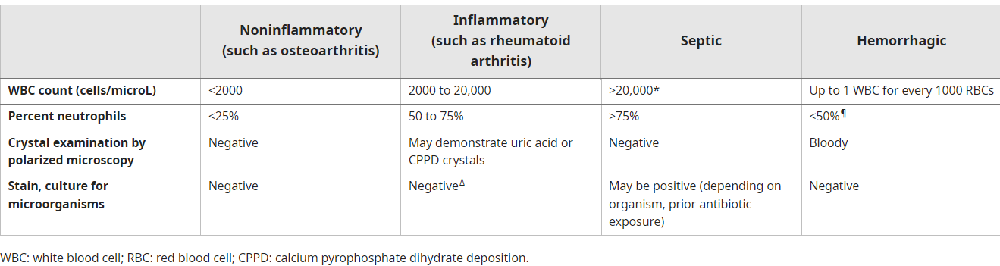 Noninflammatory
(such as osteoarthritis)
Inflammatory
(such as rheumatoid
arthritis)
Septic
Hemorrhagic
WBC count (cells/microL)
<2000
2000 to 20,000
>20,000*
Up to 1 WBC for every 1000 RBCs
Percent neutrophils
<25%
50 to 75%
>75%
<50%¶
Crystal examination by
polarized microscopy
Negative
May demonstrate uric acid or
CPPD crystals
Negative
Bloody
Stain, culture for
microorganisms
Negative
NegativeΔ
May be positive (depending on
organism, prior antibiotic
exposure)
Negative
WBC: white blood cell; RBC: red blood cell; CPPD: calcium pyrophosphate dihydrate deposition.